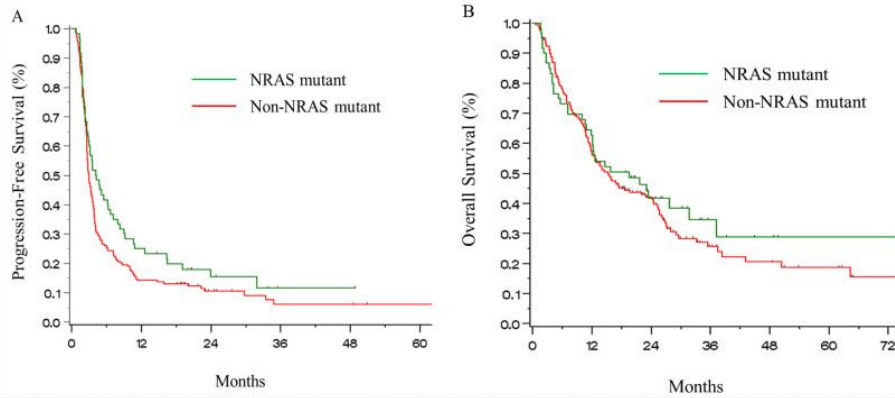 A
Progression-Free Survival (%)
1.0
0.9
0.8
0.7
0.6
0.5
0.4
0.3
0.2
0.1
0.0
NRAS mutant
Non-NRAS mutant
0 12 24 36 48 60
Months
B
Overall Survival (%)
1.0
0.9
0.8
0.7
0.6
0.5
0.4
0.3
0.2
0.1
0.0
NRAS mutant
Non-NRAS mutant
0 12 24 36 48 60 72
Months